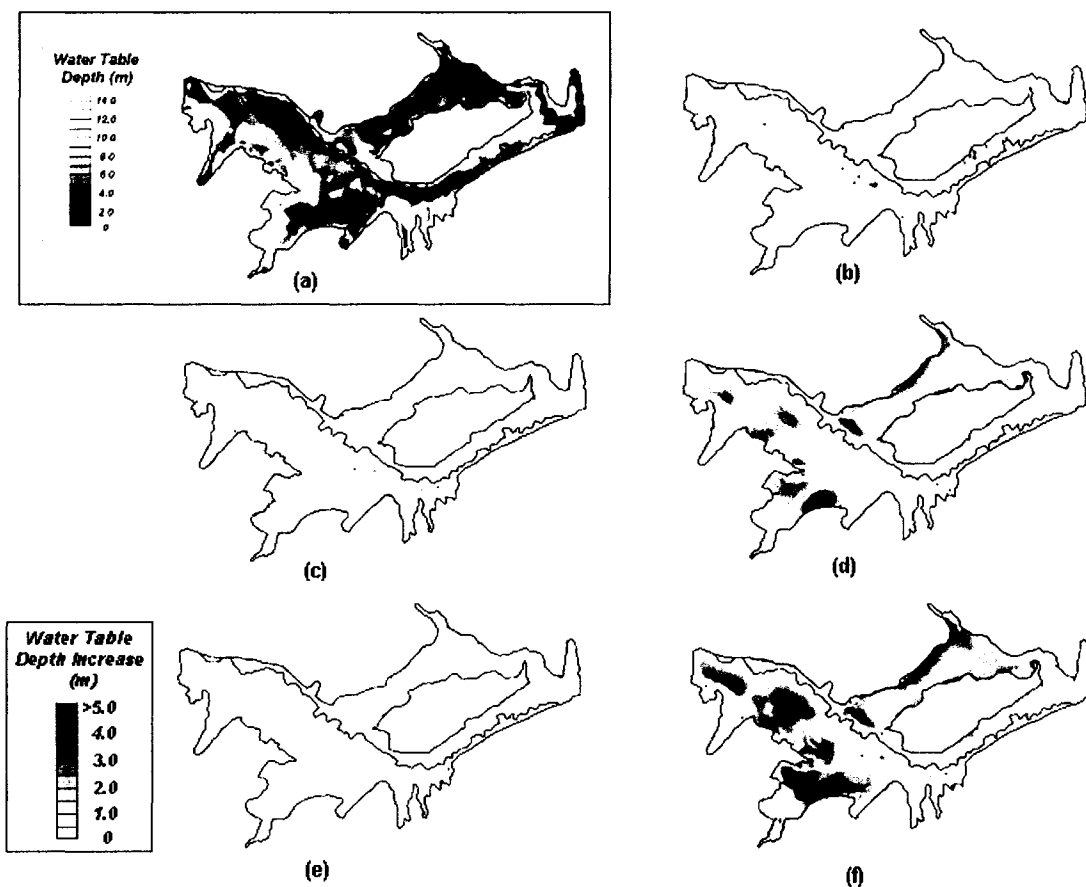 Water Table
Depth (m)
14.0
12.0
10.0
8.0
6.0
4.0
2.0
0
(a)
(b)
(c)
(d)
Water Table
Depth Increase
(m)
>5.0
4.0
3.0
2.0
1.0
0
(e)
(f)